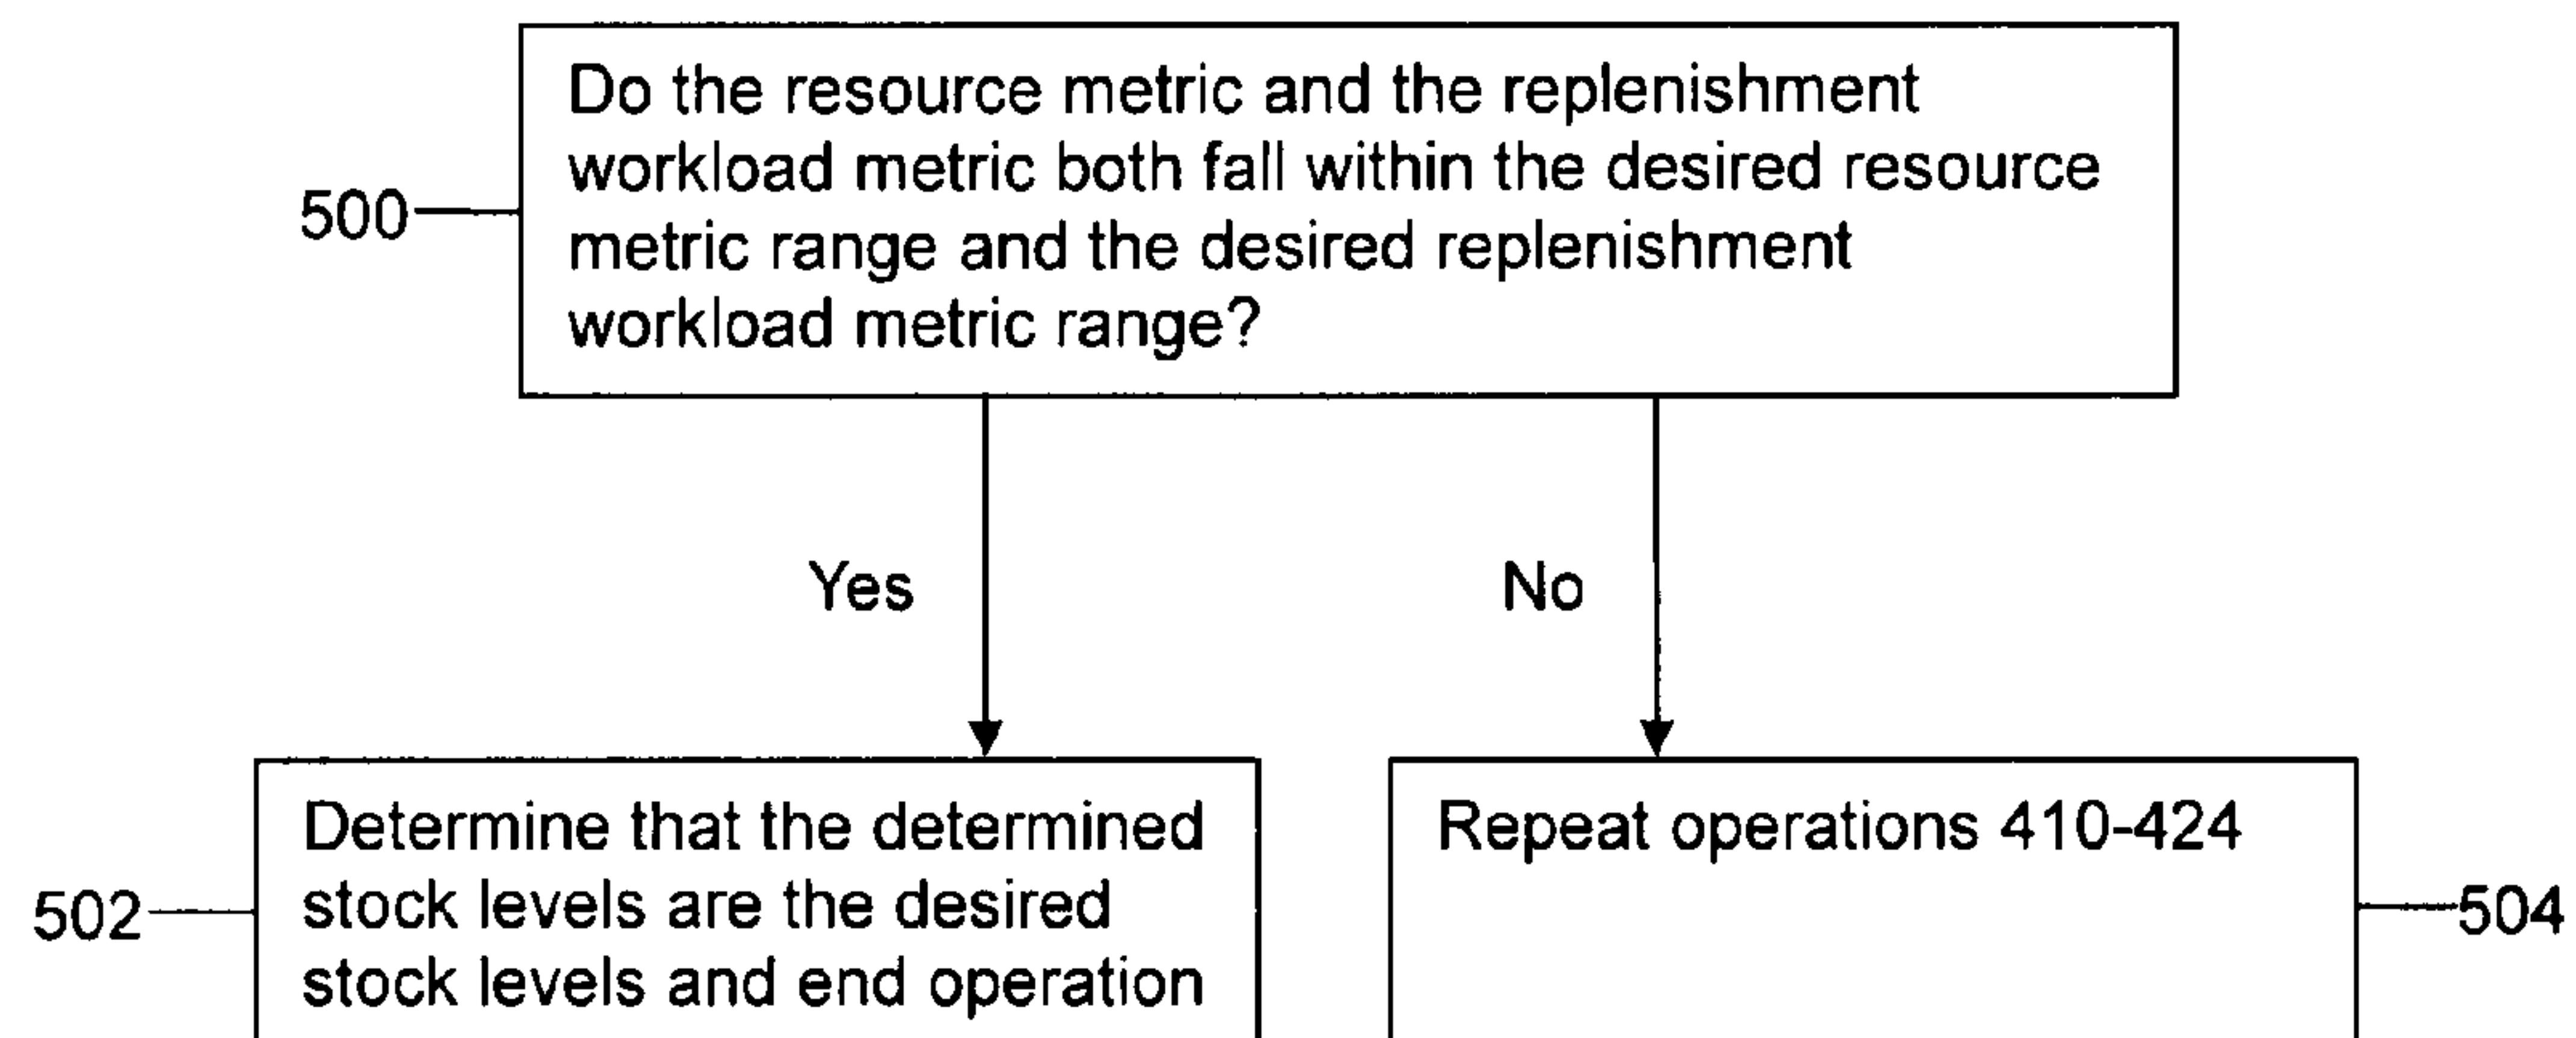 Do the resource metric and the replenishment
workload metric both fall within the desired resource
metric range and the desired replenishment
workload metric range?
500
Yes
No
Determine that the determined
stock levels are the desired
stock levels and end operation
502
Repeat operations 410-424
504